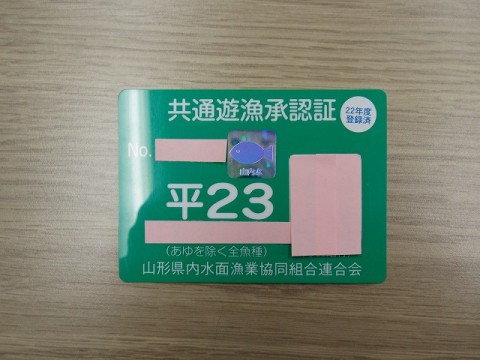 共通遊漁承認証
22年度
登録済
No.
山内水
平23
(あゆを除く全魚種)
山形県内水面漁業協同組合連合会